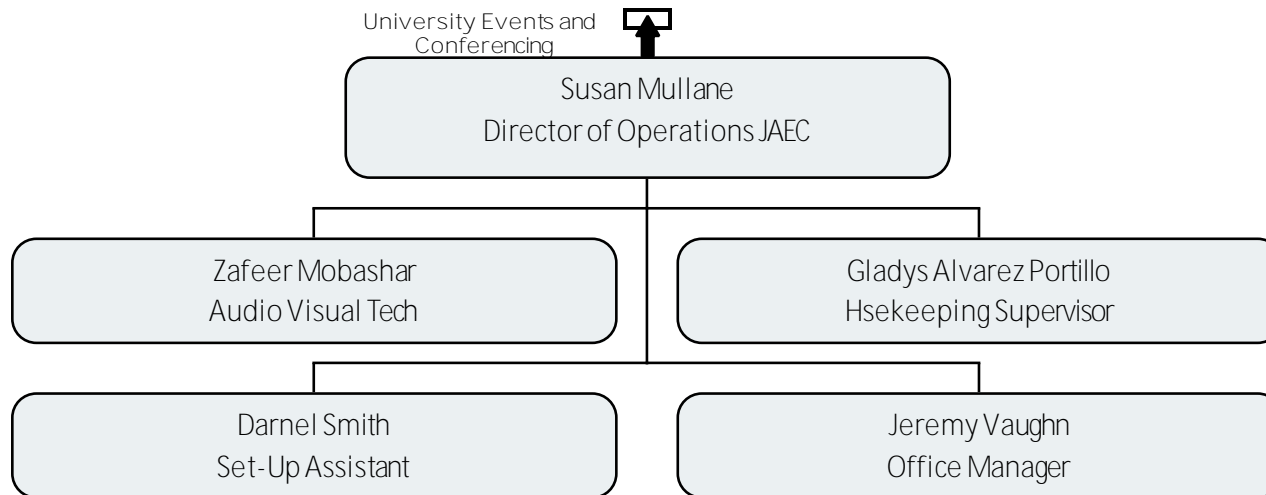 University Events and
Conferencing
Susan Mullane
Director of Operations JAEC
Zafeer Mobashar
Audio Visual Tech
Gladys Alvarez Portillo
Hsekeeping Supervisor
Darnel Smith
Set-Up Assistant
Jeremy Vaughn
Office Manager